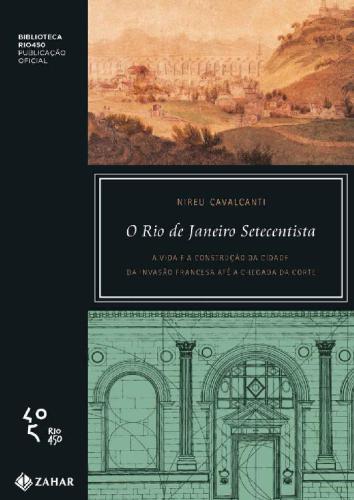 BIBLIOTECA
RIO450
PUBLICAÇÃO
OFICIAL
NIREU CAVALCANTI
O Rio de Janeiro Setecentista
A VIDA E A CONSTRUÇÃO DA CIDADE
DA INVASÃO FRANCESA ATÉ A CHEGADA DA CORTE
450
RIO
450
ZAHAR